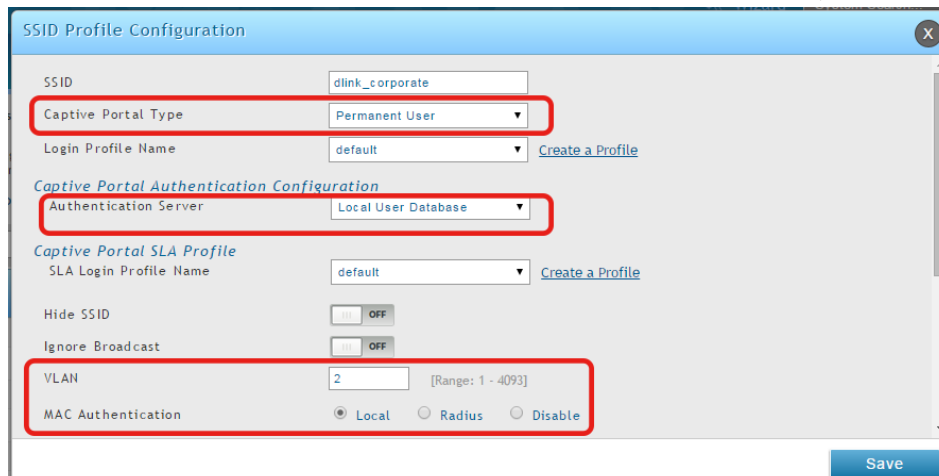 SSID Profile Configuration
X
SSID dlink_corporate
Captive Portal Type Permanent User
Login Profile Name default Create a Profile
Captive Portal Authentication Configuration
Authentication Server Local User Database
Captive Portal SLA Profile
SLA Login Profile Name default Create a Profile
Hide SSID OFF
Ignore Broadcast OFF
VLAN 2 [Range: 1 - 4093]
MAC Authentication Local Radius Disable
Save